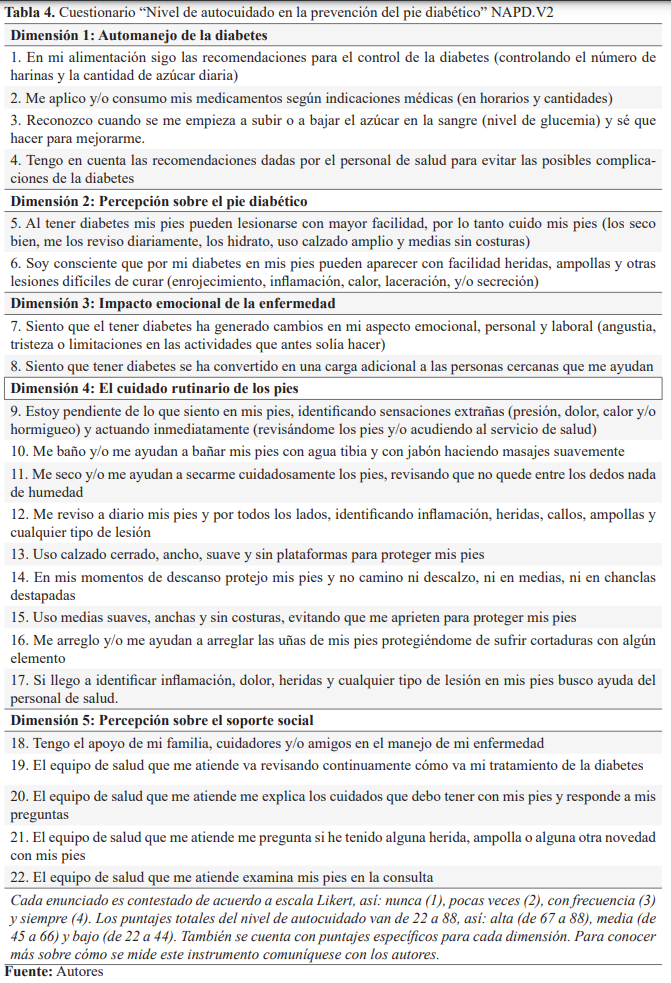 Tabla 4. Cuestionario “Nivel de autocuidado en la prevención del pie diabético” NAPD.V2
Dimensión 1: Automanejo de la diabetes
1. En mi alimentación sigo las recomendaciones para el control de la diabetes (controlando el número de
harinas y la cantidad de azúcar diaria)
2. Me aplico y/o consumo mis medicamentos según indicaciones médicas (en horarios y cantidades)
3. Reconozco cuando se me empieza a subir o a bajar el azúcar en la sangre (nivel de glucemia) y sé que
hacer para mejorarme.
4. Tengo en cuenta las recomendaciones dadas por el personal de salud para evitar las posibles complica-
ciones de la diabetes
Dimensión 2: Percepción sobre el pie diabético
5. Al tener diabetes mis pies pueden lesionarse con mayor facilidad, por lo tanto cuido mis pies (los seco
bien, me los reviso diariamente, los hidrato, uso calzado amplio y medias sin costuras)
6. Soy consciente que por mi diabetes en mis pies pueden aparecer con facilidad heridas, ampollas y otras
lesiones difíciles de curar (enrojecimiento, inflamación, calor, laceración, y/o secreción)
Dimensión 3: Impacto emocional de la enfermedad
7. Siento que el tener diabetes ha generado cambios en mi aspecto emocional, personal y laboral (angustia,
tristeza o limitaciones en las actividades que antes solía hacer)
8. Siento que tener diabetes se ha convertido en una carga adicional a las personas cercanas que me ayudan
Dimensión 4: El cuidado rutinario de los pies
9. Estoy pendiente de lo que siento en mis pies, identificando sensaciones extrañas (presión, dolor, calor y/o
hormigueo) y actuando inmediatamente (revisándome los pies y/o acudiendo al servicio de salud)
10. Me baño y/o me ayudan a bañar mis pies con agua tibia y con jabón haciendo masajes suavemente
11. Me seco y/o me ayudan a secarme cuidadosamente los pies, revisando que no quede entre los dedos nada
de humedad
12. Me reviso a diario mis pies y por todos los lados, identificando inflamación, heridas, callos, ampollas y
cualquier tipo de lesión
13. Uso calzado cerrado, ancho, suave y sin plataformas para proteger mis pies
14. En mis momentos de descanso protejo mis pies y no camino ni descalzo, ni en medias, ni en chanclas
destapadas
15. Uso medias suaves, anchas y sin costuras, evitando que me aprieten para proteger mis pies
16. Me arreglo y/o me ayudan a arreglar las uñas de mis pies protegiéndome de sufrir cortaduras con algún
elemento
17. Si llego a identificar inflamación, dolor, heridas y cualquier tipo de lesión en mis pies busco ayuda del
personal de salud.
Dimensión 5: Percepción sobre el soporte social
18. Tengo el apoyo de mi familia, cuidadores y/o amigos en el manejo de mi enfermedad
19. El equipo de salud que me atiende va revisando continuamente cómo va mi tratamiento de la diabetes
20. El equipo de salud que me atiende me explica los cuidados que debo tener con mis pies y responde a mis
preguntas
21. El equipo de salud que me atiende me pregunta si he tenido alguna herida, ampolla o alguna otra novedad
con mis pies
22. El equipo de salud que me atiende examina mis pies en la consulta
Cada enunciado es contestado de acuerdo a escala Likert, así: nunca (1), pocas veces (2), con frecuencia (3)
y siempre (4). Los puntajes totales del nivel de autocuidado van de 22 a 88, así: alta (de 67 a 88), media (de
45 a 66) y bajo (de 22 a 44). También se cuenta con puntajes específicos para cada dimensión. Para conocer
más sobre cómo se mide este instrumento comuníquese con los autores.
Fuente: Autores